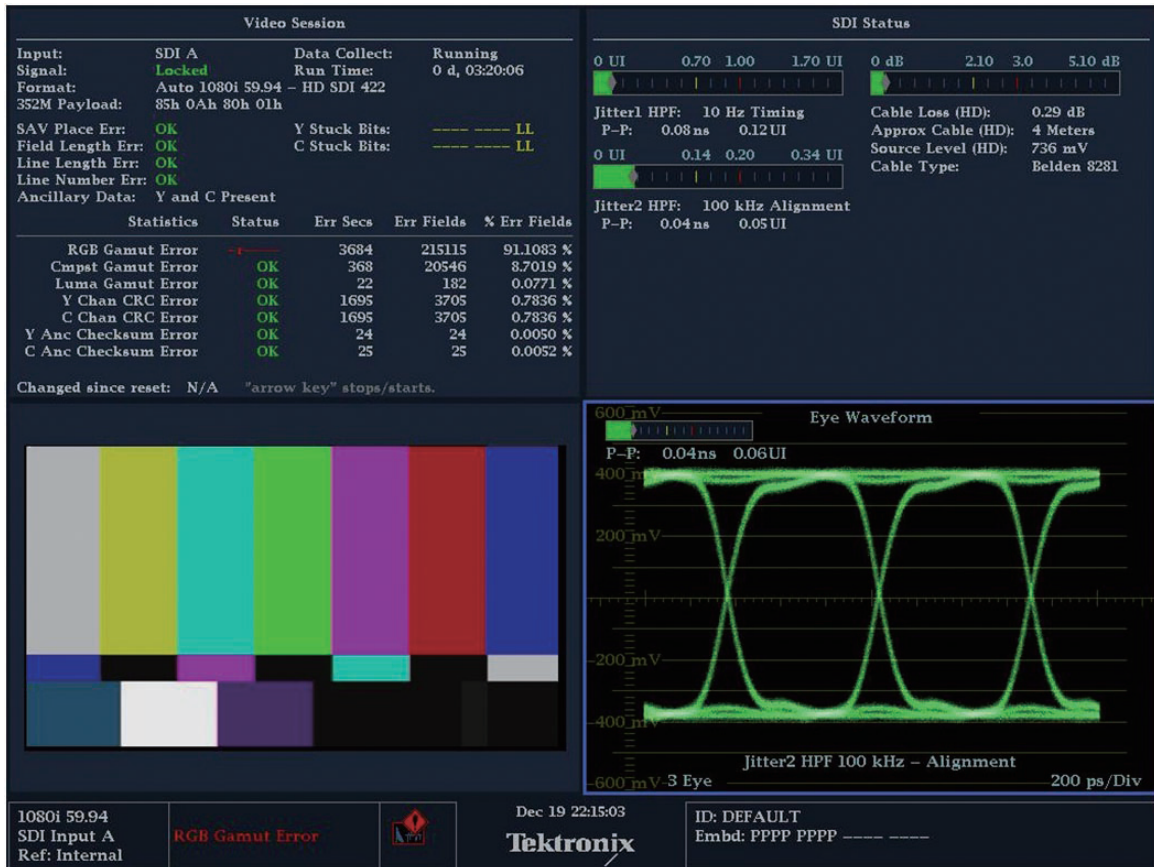 Video Session
Input: SDI A Data Collect: Running
Signal: Locked Run Time: 0 d, 03:20:06
Format: Auto 1080i 59.94 – HD SDI 422
352M Payload: 85h 0Ah 80h 01h
SAV Place Err: OK Y Stuck Bits: ---- ---- LL
Field Length Err: OK C Stuck Bits: ---- ---- LL
Line Length Err: OK
Line Number Err: OK
Ancillary Data: Y and C Present
Statistics Status Err Secs Err Fields % Err Fields
RGB Gamut Error --r----- 3684 215115 91.1083 %
Cmpst Gamut Error OK 368 20546 8.7019 %
Luma Gamut Error OK 22 182 0.0771 %
Y Chan CRC Error OK 1695 3705 0.7836 %
C Chan CRC Error OK 1695 3705 0.7836 %
Y Anc Checksum Error OK 24 24 0.0050 %
C Anc Checksum Error OK 25 25 0.0052 %
Changed since reset: N/A "arrow key" stops/starts.
SDI Status
0 UI 0.70 1.00 1.70 UI
Jitter1 HPF: 10 Hz Timing
P–P: 0.08 ns 0.12 UI
0 UI 0.14 0.20 0.34 UI
Jitter2 HPF: 100 kHz Alignment
P–P: 0.04 ns 0.05 UI
0 dB 2.10 3.0 5.10 dB
Cable Loss (HD): 0.29 dB
Approx Cable (HD): 4 Meters
Source Level (HD): 736 mV
Cable Type: Belden 8281
600 mV
Eye Waveform
P–P: 0.04 ns 0.06 UI
400 mV
200 mV
-200 mV
-400 mV
Jitter2 HPF 100 kHz – Alignment
-600 mV 3 Eye 200 ps/Div
1080i 59.94
SDI Input A
Ref: Internal
RGB Gamut Error
Dec 19 22:15:03
Tektronix
ID: DEFAULT
Embd: PPPP PPPP ---- ----